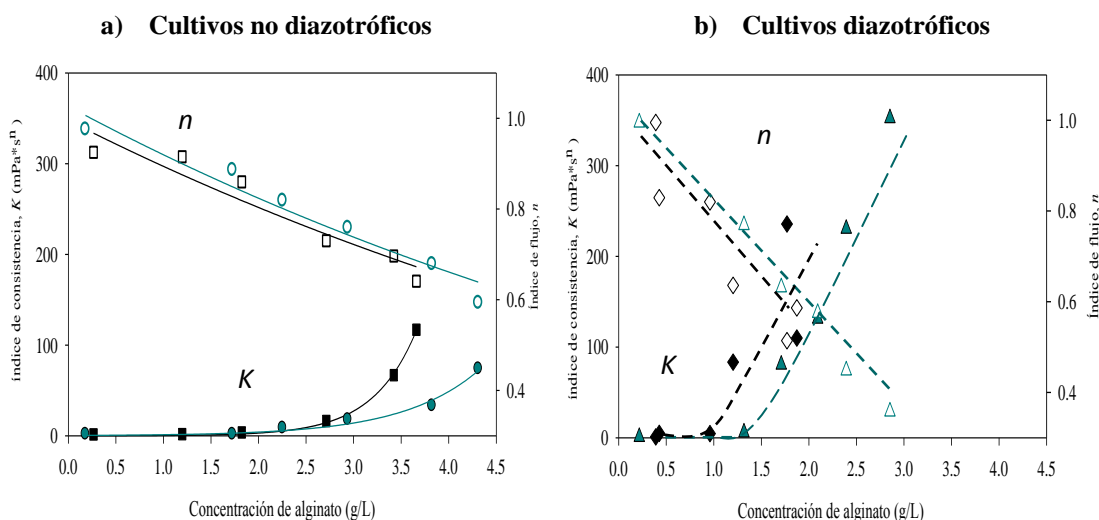 a) Cultivos no diazotróficos
400
300
200
100
0
índice de consistencia, K (mPa*sⁿ)
n
K
1.0
0.8
0.6
0.4
Índice de flujo, n
0.0 0.5 1.0 1.5 2.0 2.5 3.0 3.5 4.0 4.5
Concentración de alginato (g/L)
b) Cultivos diazotróficos
400
300
200
100
0
índice de consistencia, K (mPa*sⁿ)
n
K
1.0
0.8
0.6
0.4
Índice de flujo, n
0.0 0.5 1.0 1.5 2.0 2.5 3.0 3.5 4.0 4.5
Concentración de alginato (g/L)